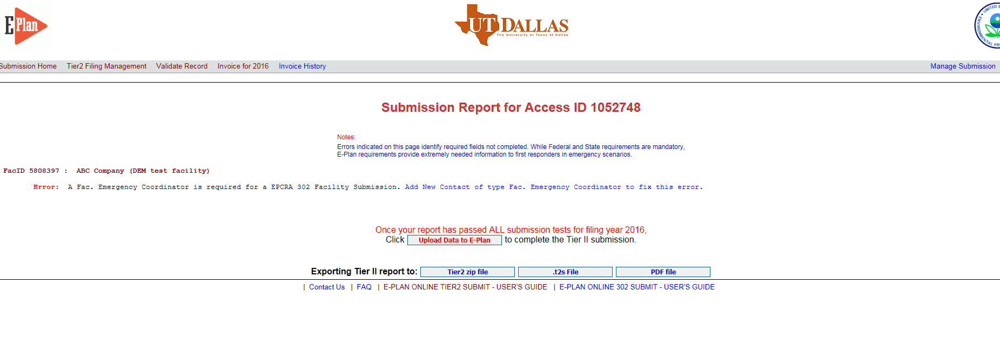 E Plan
UT DALLAS
The University of Texas at Dallas
UNITED S
ENVIRONMENTAL PR
Submission Home Tier2 Filing Management Validate Record Invoice for 2016 Invoice History Manage Submission
Submission Report for Access ID 1052748
Notes:
Errors indicated on this page identify required fields not completed. While Federal and State requirements are mandatory,
E-Plan requirements provide extremely needed information to first responders in emergency scenarios.
FacID 5808397 : ABC Company (DEM test facility)
Error: A Fac. Emergency Coordinator is required for a EPCRA 302 Facility Submission. Add New Contact of type Fac. Emergency Coordinator to fix this error.
Once your report has passed ALL submission tests for filing year 2016,
Click Upload Data to E-Plan to complete the Tier II submission.
Exporting Tier II report to: Tier2 zip file .t2s File PDF file
| Contact Us | FAQ | E-PLAN ONLINE TIER2 SUBMIT - USER'S GUIDE | E-PLAN ONLINE 302 SUBMIT - USER'S GUIDE